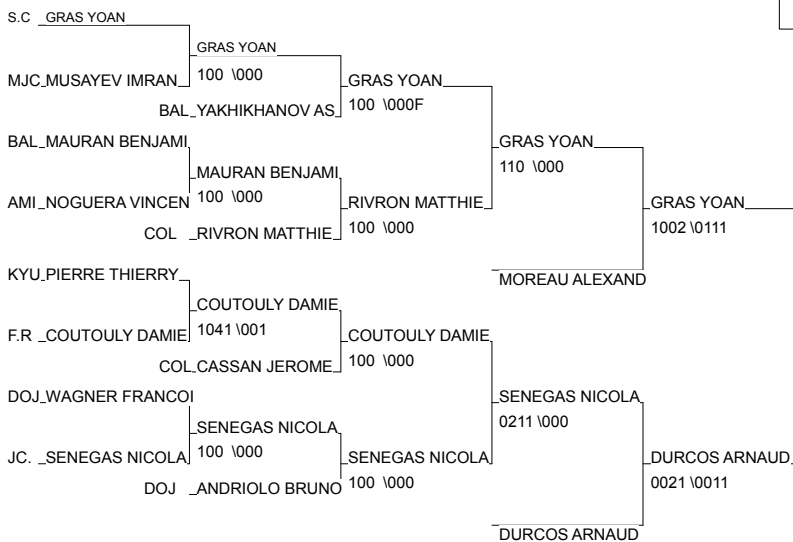 S.C GRAS YOAN
GRAS YOAN
MJC MUSAYEV IMRAN 100 \000 GRAS YOAN
BAL YAKHIKHANOV AS 100 \000F
BAL MAURAN BENJAMI GRAS YOAN
MAURAN BENJAMI 110 \000
AMI NOGUERA VINCEN 100 \000 RIVRON MATTHIE GRAS YOAN
COL RIVRON MATTHIE 100 \000 1002 \0111
KYU PIERRE THIERRY MOREAU ALEXAND
COUTOULY DAMIE
F.R COUTOULY DAMIE 1041 \001 COUTOULY DAMIE
COL CASSAN JEROME 100 \000
DOJ WAGNER FRANCOI SENEGAS NICOLA
SENEGAS NICOLA 0211 \000
JC. SENEGAS NICOLA 100 \000 SENEGAS NICOLA DURCOS ARNAUD
DOJ ANDRIOLO BRUNO 100 \000 0021 \0011
DURCOS ARNAUD